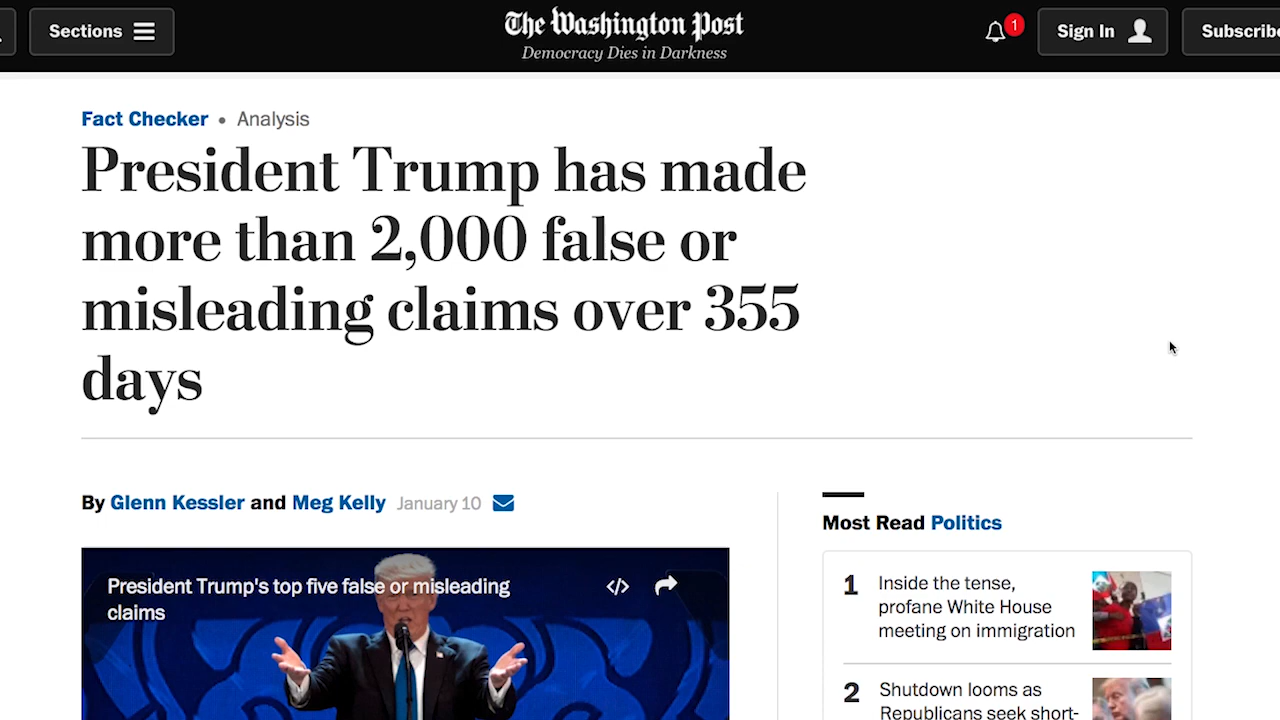 Sections
The Washington Post
Democracy Dies in Darkness
1
Sign In
Subscribe
Fact Checker • Analysis
President Trump has made
more than 2,000 false or
misleading claims over 355
days
By Glenn Kessler and Meg Kelly January 10
President Trump's top five false or misleading
claims
</>
Most Read Politics
1
Inside the tense,
profane White House
meeting on immigration
2
Shutdown looms as
Republicans seek short-